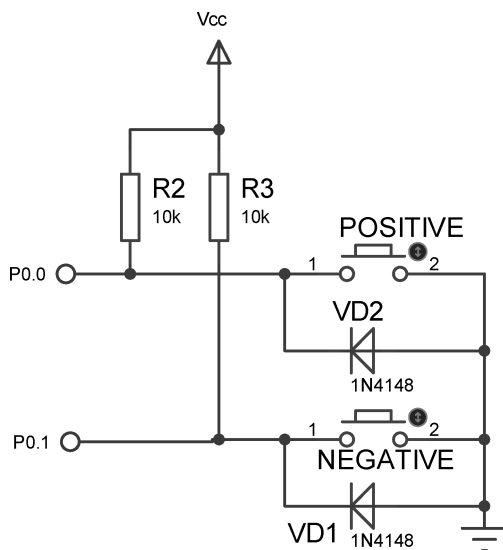 Vcc
R2 R3
10k 10k
POSITIVE
P0.0 1 2
VD2
1N4148
P0.1 1 2
NEGATIVE
VD1 1N4148